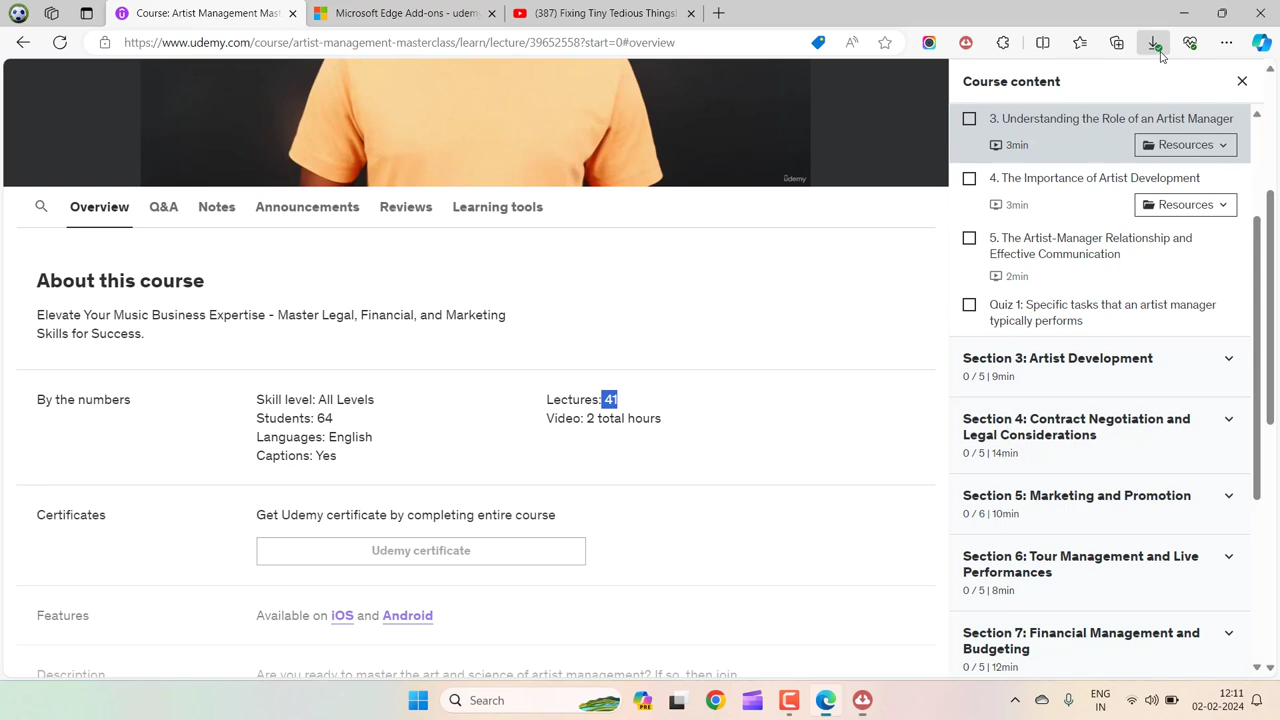 Course: Artist Management Mast
Microsoft Edge Add-ons - udem
(387) Fixing Tiny Tedious Things
https://www.udemy.com/course/artist-management-masterclass/learn/lecture/39652558?start=0#overview
udemy
Overview Q&A Notes Announcements Reviews Learning tools
About this course
Elevate Your Music Business Expertise - Master Legal, Financial, and Marketing
Skills for Success.
By the numbers
Skill level: All Levels
Students: 64
Languages: English
Captions: Yes
Lectures: 41
Video: 2 total hours
Certificates
Get Udemy certificate by completing entire course
Udemy certificate
Features
Available on iOS and Android
Description
Are you ready to master the art and science of artist management? If so, then join
Course content
3. Understanding the Role of an Artist Manager
3min
Resources
4. The Importance of Artist Development
3min
Resources
5. The Artist-Manager Relationship and
Effective Communication
2min
Quiz 1: Specific tasks that an artist manager
typically performs
Section 3: Artist Development
0 / 5 | 9min
Section 4: Contract Negotiation and
Legal Considerations
0 / 5 | 14min
Section 5: Marketing and Promotion
0 / 6 | 10min
Section 6: Tour Management and Live
Performances
0 / 5 | 8min
Section 7: Financial Management and
Budgeting
0 / 5 | 12min
Search
PRE
ENG
IN
12:11
02-02-2024